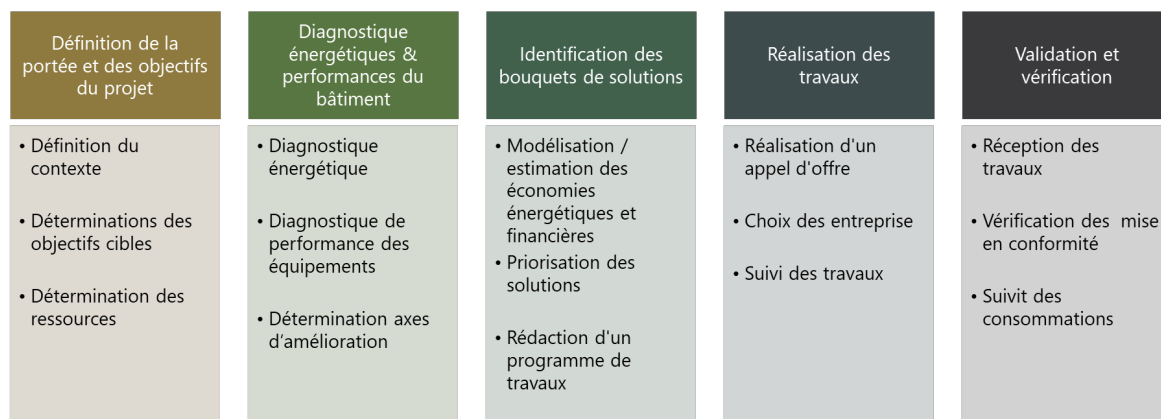 Définition de la
portée et des objectifs
du projet
• Définition du
contexte
• Déterminations des
objectifs cibles
• Détermination des
ressources
Diagnostique
énergétiques &
performances du
bâtiment
• Diagnostique
énergétique
• Diagnostique de
performance des
équipements
• Détermination axes
d'amélioration
Identification des
bouquets de solutions
• Modélisation /
estimation des
économies
énergétiques et
financières
• Priorisation des
solutions
• Rédaction d'un
programme de
travaux
Réalisation des
travaux
• Réalisation d'un
appel d'offre
• Choix des entreprise
• Suivi des travaux
Validation et
vérification
• Réception des
travaux
• Vérification des mise
en conformité
• Suivit des
consommations